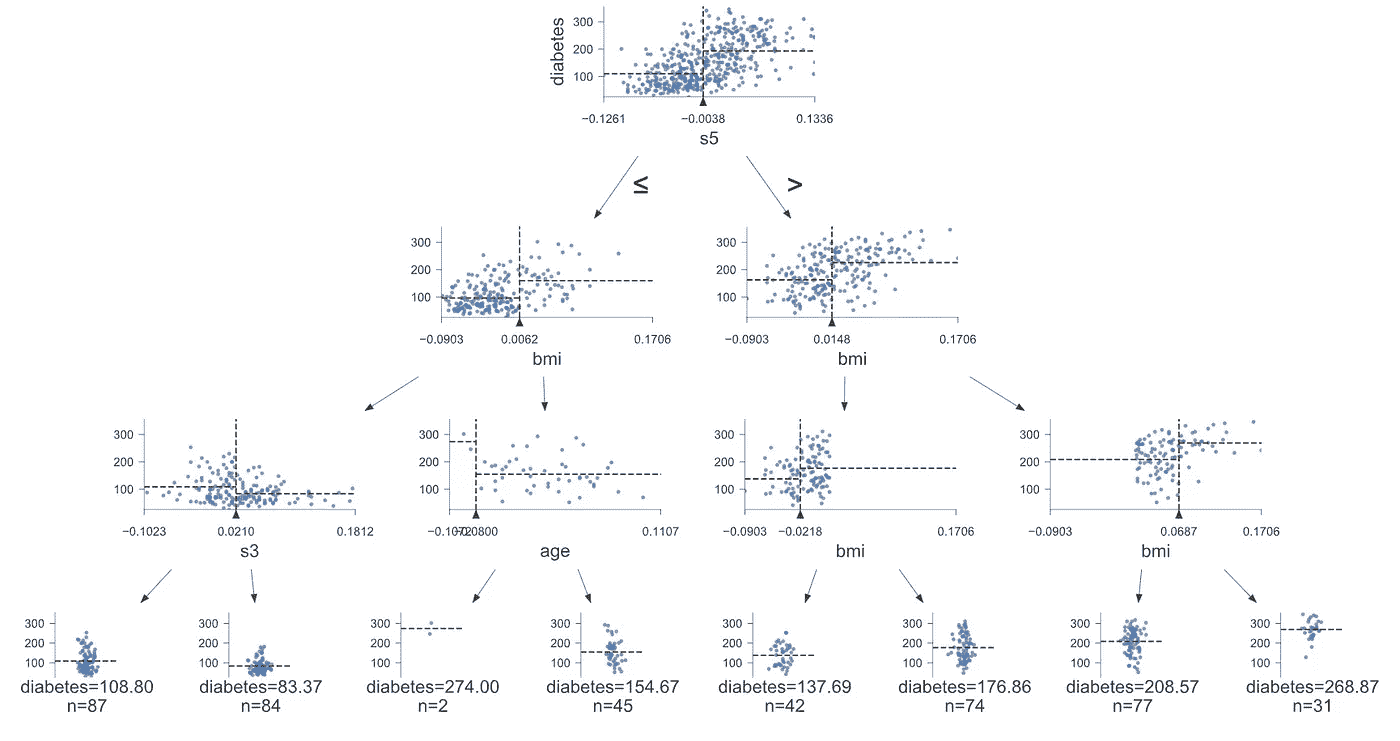 diabetes
300
200
100
−0.1261 −0.0038 0.1336
s5
≤ >
300
200
100
−0.0903 0.0062 0.1706
bmi
300
200
100
−0.0903 0.0148 0.1706
bmi
300
200
100
−0.1023 0.0210 0.1812
s3
300
200
100
0.1107
age
300
200
100
−0.0903 −0.0218 0.1706
bmi
300
200
100
−0.0903 0.0687 0.1706
bmi
300
200
100
diabetes=108.80
n=87
300
200
100
diabetes=83.37
n=84
300
200
100
diabetes=274.00
n=2
300
200
100
diabetes=154.67
n=45
300
200
100
diabetes=137.69
n=42
300
200
100
diabetes=176.86
n=74
300
200
100
diabetes=208.57
n=77
300
200
100
diabetes=268.87
n=31